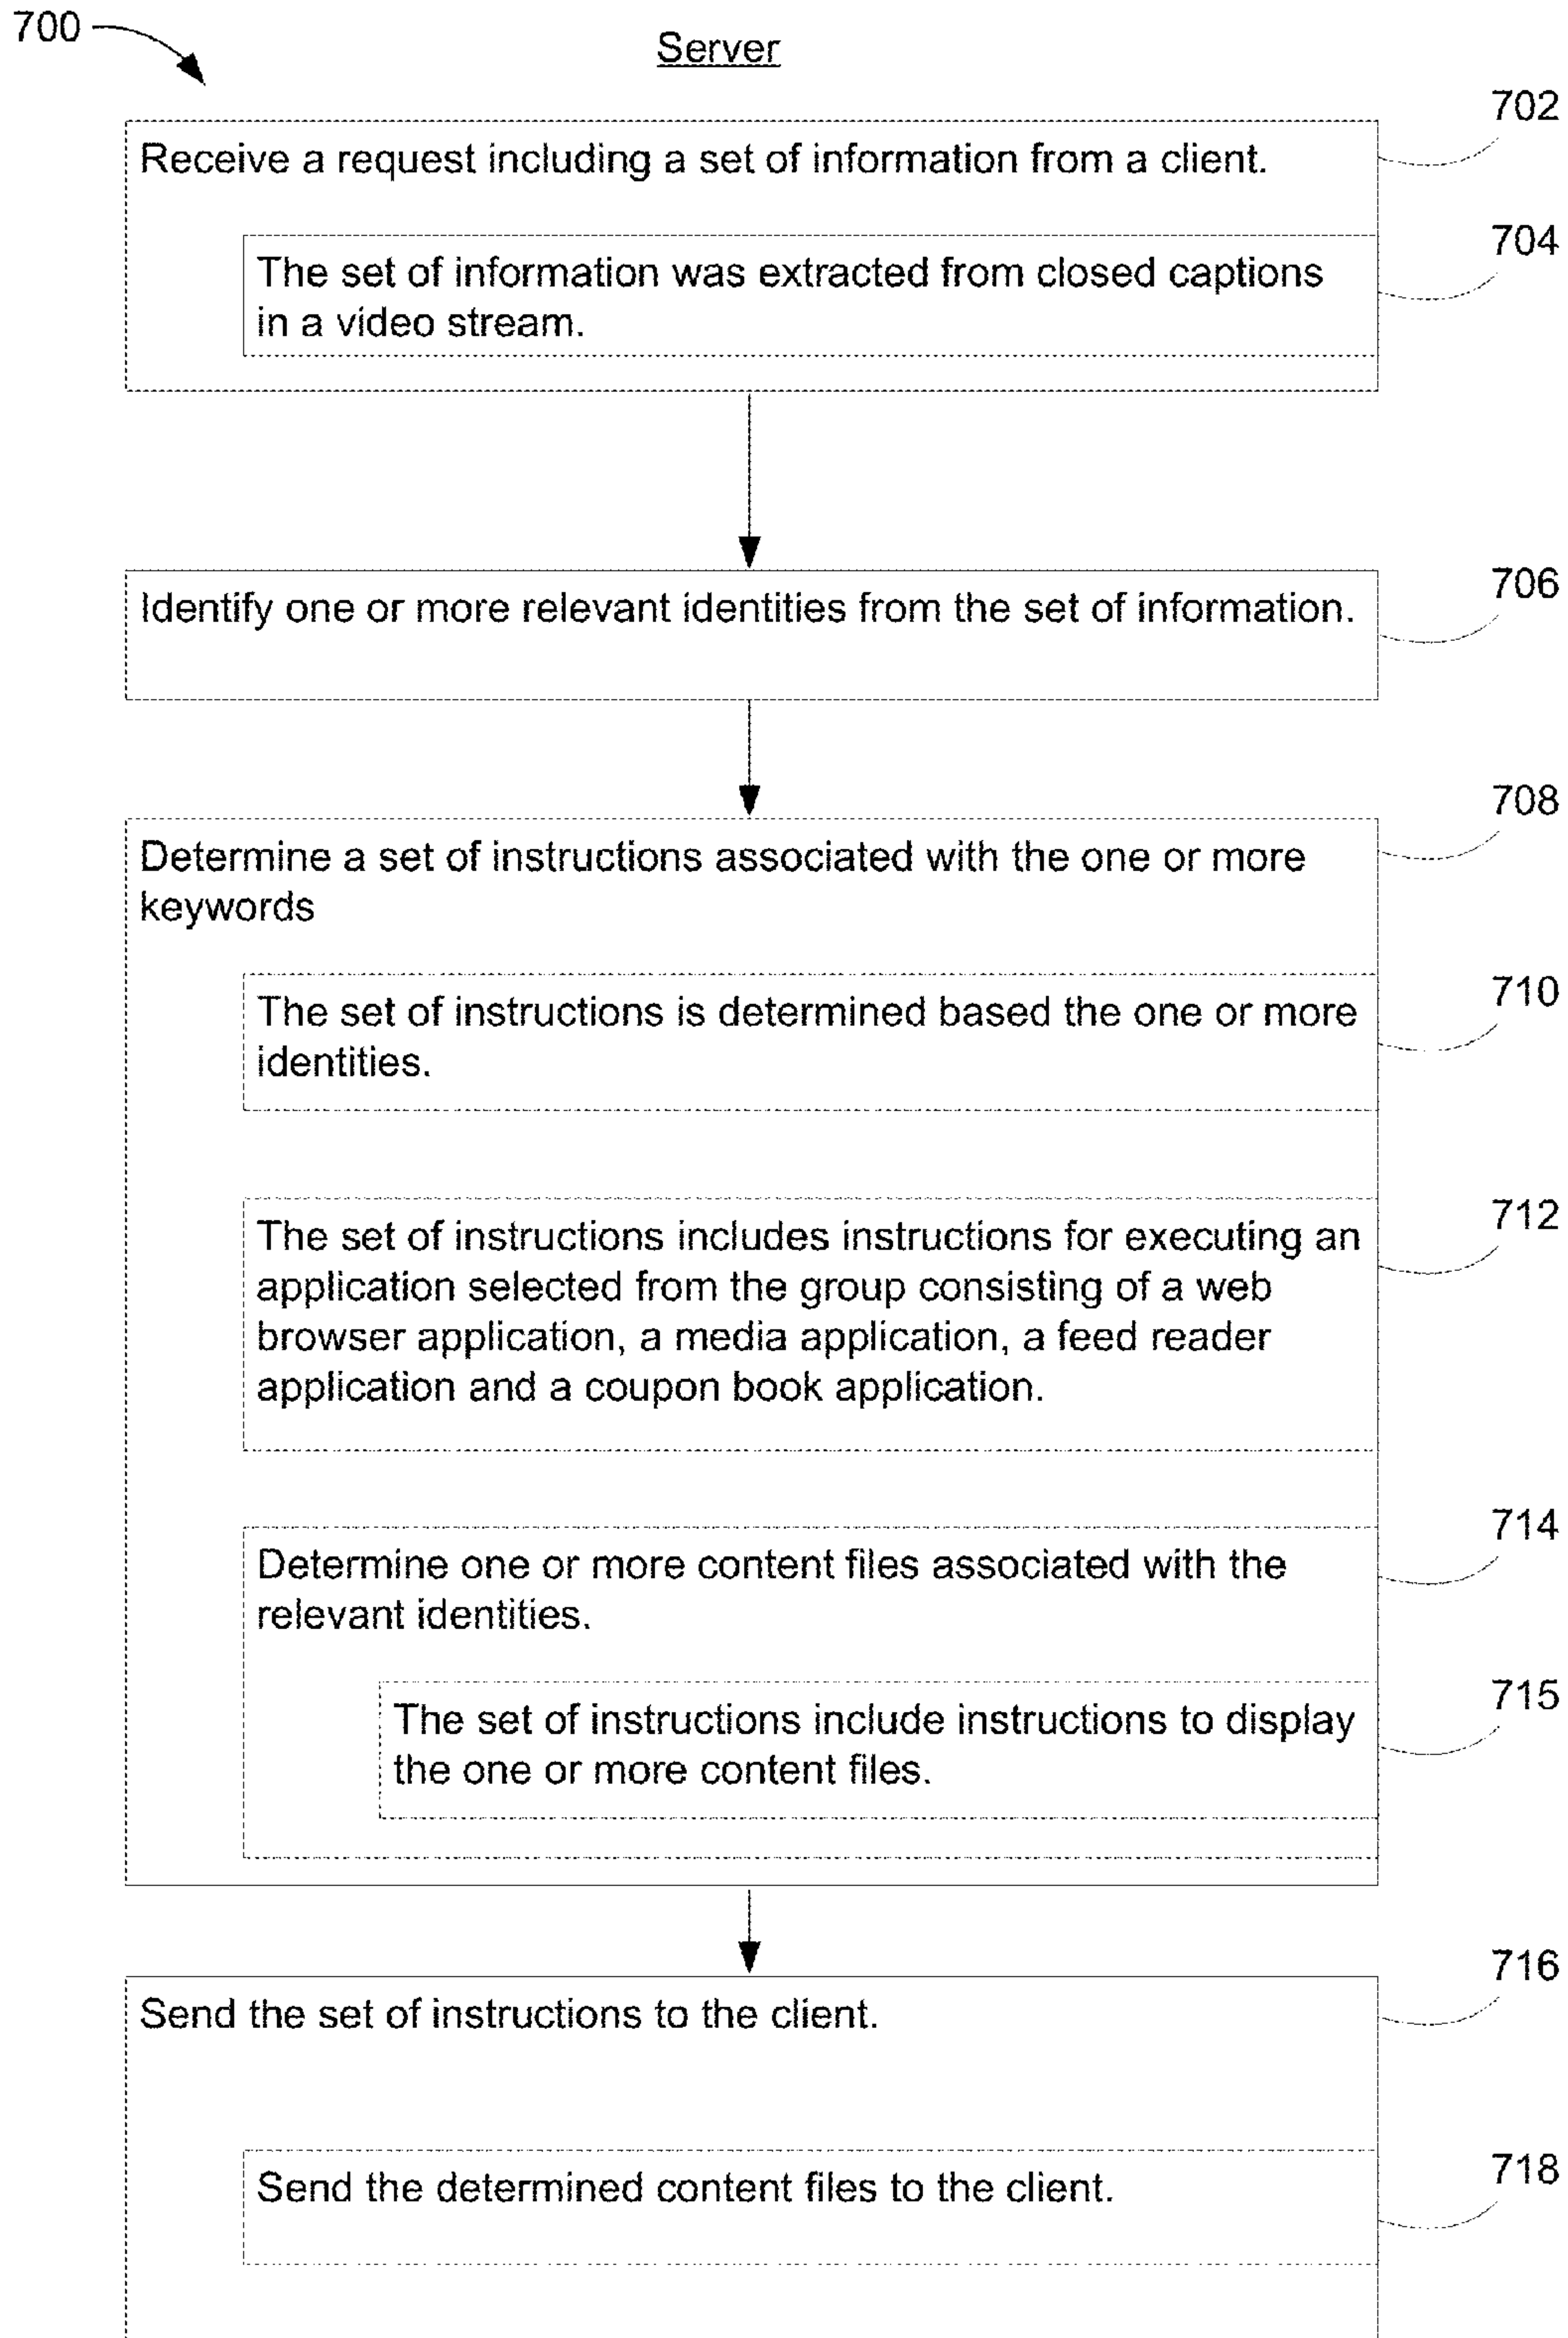 700
Server
702
Receive a request including a set of information from a client.
704
The set of information was extracted from closed captions
in a video stream.
706
Identify one or more relevant identities from the set of information.
708
Determine a set of instructions associated with the one or more
keywords
710
The set of instructions is determined based the one or more
identities.
712
The set of instructions includes instructions for executing an
application selected from the group consisting of a web
browser application, a media application, a feed reader
application and a coupon book application.
714
Determine one or more content files associated with the
relevant identities.
715
The set of instructions include instructions to display
the one or more content files.
716
Send the set of instructions to the client.
718
Send the determined content files to the client.